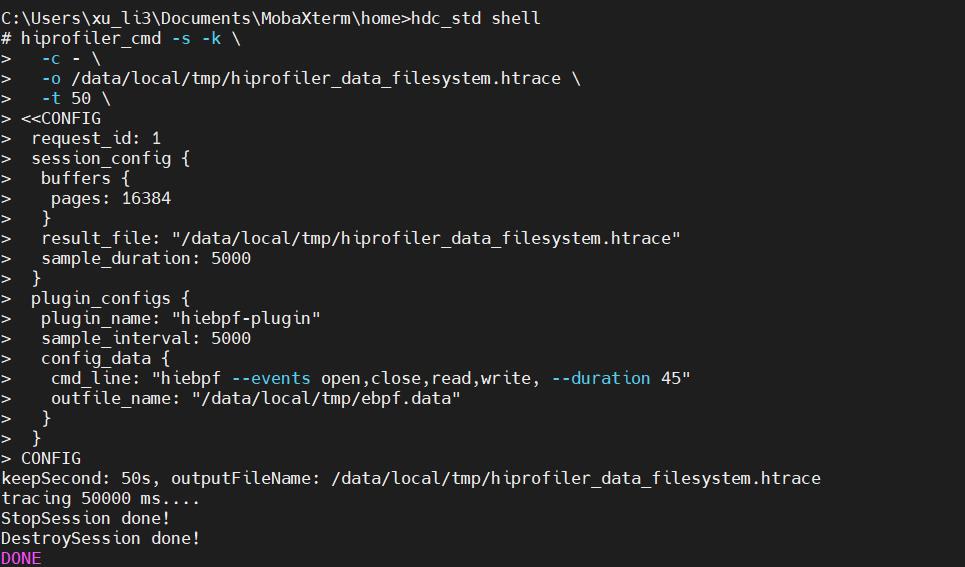 C:\Users\xu_li3\Documents\MobaXterm\home>hdc_std shell
# hiprofiler_cmd -s -k \
>   -c - \
>   -o /data/local/tmp/hiprofiler_data_filesystem.htrace \
>   -t 50 \
> <<CONFIG
>  request_id: 1
>  session_config {
>   buffers {
>    pages: 16384
>   }
>   result_file: "/data/local/tmp/hiprofiler_data_filesystem.htrace"
>   sample_duration: 5000
>  }
>  plugin_configs {
>   plugin_name: "hiebpf-plugin"
>   sample_interval: 5000
>   config_data {
>    cmd_line: "hiebpf --events open,close,read,write, --duration 45"
>    outfile_name: "/data/local/tmp/ebpf.data"
>   }
>  }
> CONFIG
keepSecond: 50s, outputFileName: /data/local/tmp/hiprofiler_data_filesystem.htrace
tracing 50000 ms....
StopSession done!
DestroySession done!
DONE